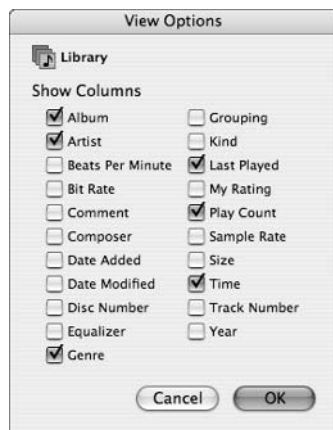 View Options
Library
Show Columns
Album
Artist
Beats Per Minute
Bit Rate
Comment
Composer
Date Added
Date Modified
Disc Number
Equalizer
Genre
Grouping
Kind
Last Played
My Rating
Play Count
Sample Rate
Size
Time
Track Number
Year
Cancel
OK